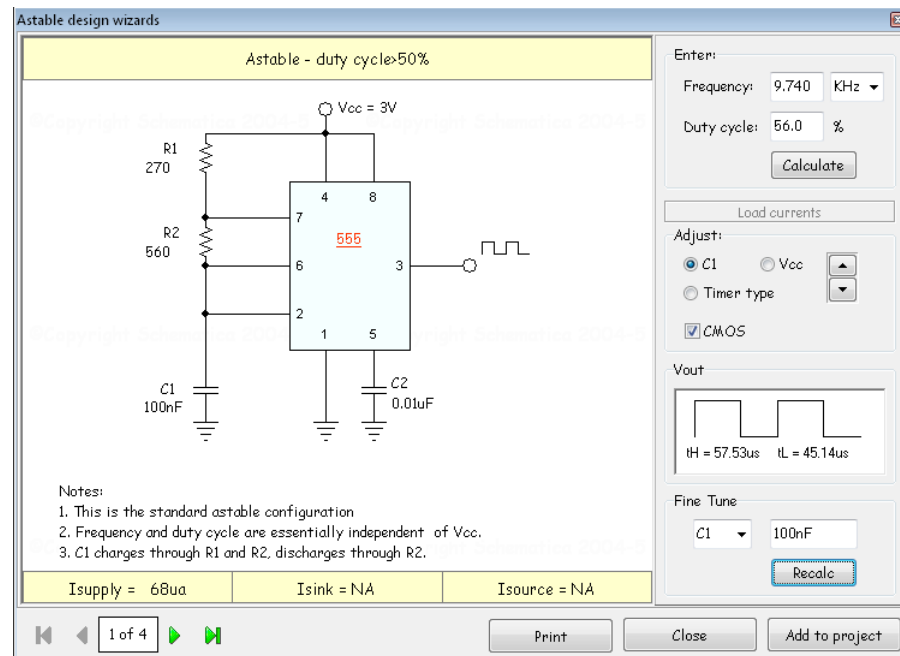 Astable design wizards
Astable - duty cycle>50%
©Copyright Schematica 2004-5
Vcc = 3V
R1
270
4 8
7
R2
560
555
6 3
2
1 5
C1
100nF
C2
0.01uF
Notes:
1. This is the standard astable configuration
2. Frequency and duty cycle are essentially independent of Vcc.
3. C1 charges through R1 and R2, discharges through R2.
Isupply = 68ua Isink = NA Isource = NA
Enter:
Frequency: 9.740 KHz
Duty cycle: 56.0 %
Calculate
Load currents
Adjust:
C1 Vcc
Timer type
CMOS
Vout
tH = 57.53us tL = 45.14us
Fine Tune
C1 100nF
Recalc
1 of 4 Print Close Add to project